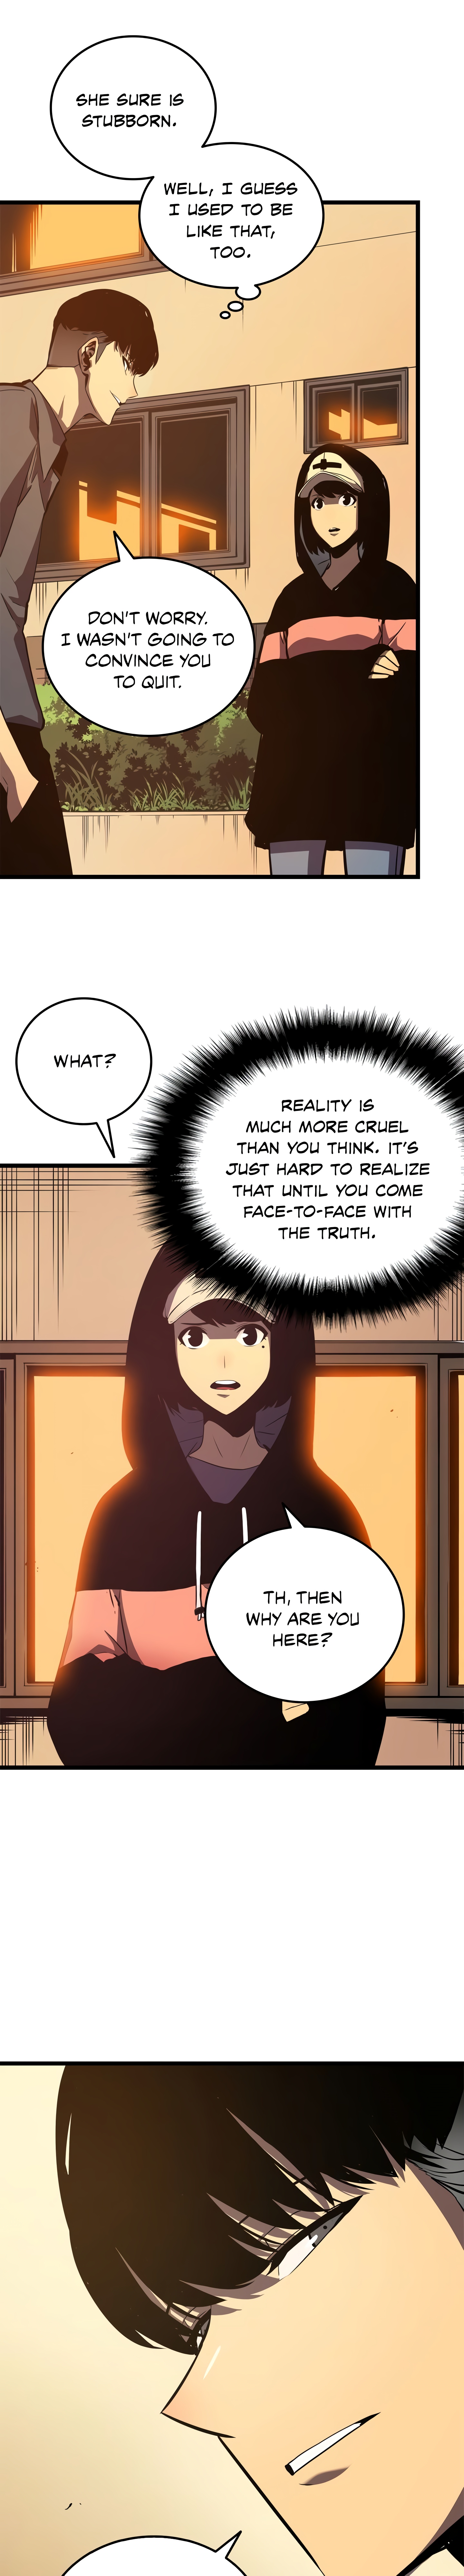 SHE SURE IS
STUBBORN.
WELL, I GUESS
I USED TO BE
LIKE THAT,
TOO.
DON'T WORRY.
I WASN'T GOING TO
CONVINCE YOU
TO QUIT.
WHAT?
REALITY IS
MUCH MORE CRUEL
THAN YOU THINK. IT'S
JUST HARD TO REALIZE
THAT UNTIL YOU COME
FACE-TO-FACE WITH
THE TRUTH.
TH, THEN
WHY ARE YOU
HERE?